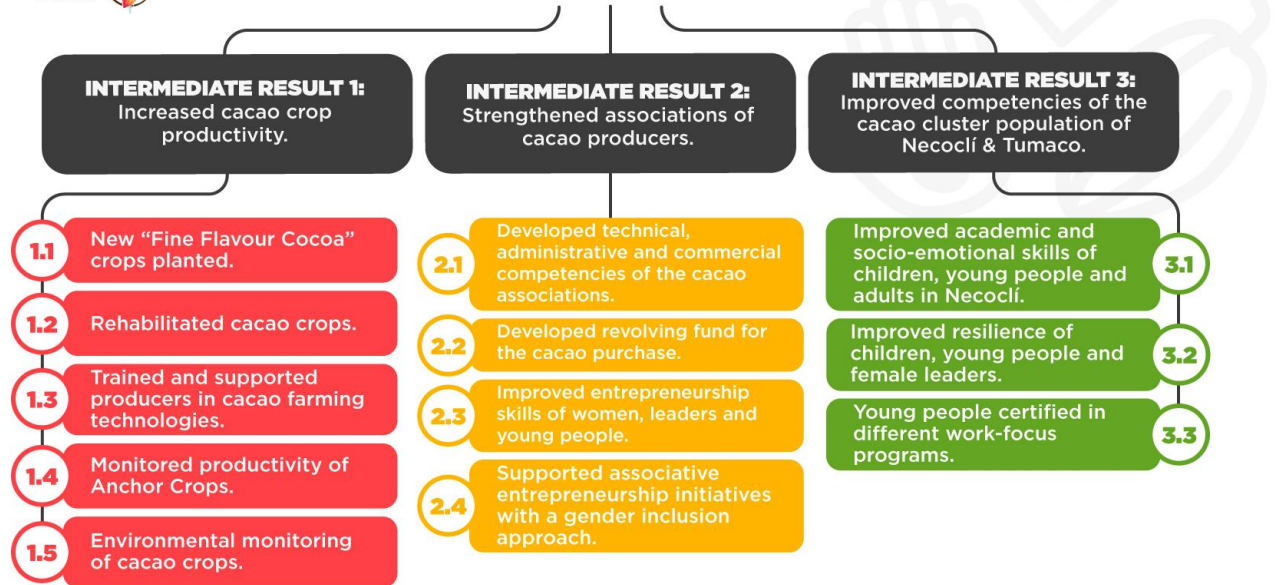 INTERMEDIATE RESULT 1:
Increased cacao crop
productivity.
1.1
New “Fine Flavour Cocoa”
crops planted.
1.2
Rehabilitated cacao crops.
1.3
Trained and supported
producers in cacao farming
technologies.
1.4
Monitored productivity of
Anchor Crops.
1.5
Environmental monitoring
of cacao crops.
INTERMEDIATE RESULT 2:
Strengthened associations of
cacao producers.
2.1
Developed technical,
administrative and commercial
competencies of the cacao
associations.
2.2
Developed revolving fund for
the cacao purchase.
2.3
Improved entrepreneurship
skills of women, leaders and
young people.
2.4
Supported associative
entrepreneurship initiatives
with a gender inclusion
approach.
INTERMEDIATE RESULT 3:
Improved competencies of the
cacao cluster population of
Necoclí & Tumaco.
Improved academic and
socio-emotional skills of
children, young people and
adults in Necoclí.
3.1
Improved resilience of
children, young people and
female leaders.
3.2
Young people certified in
different work-focus
programs.
3.3